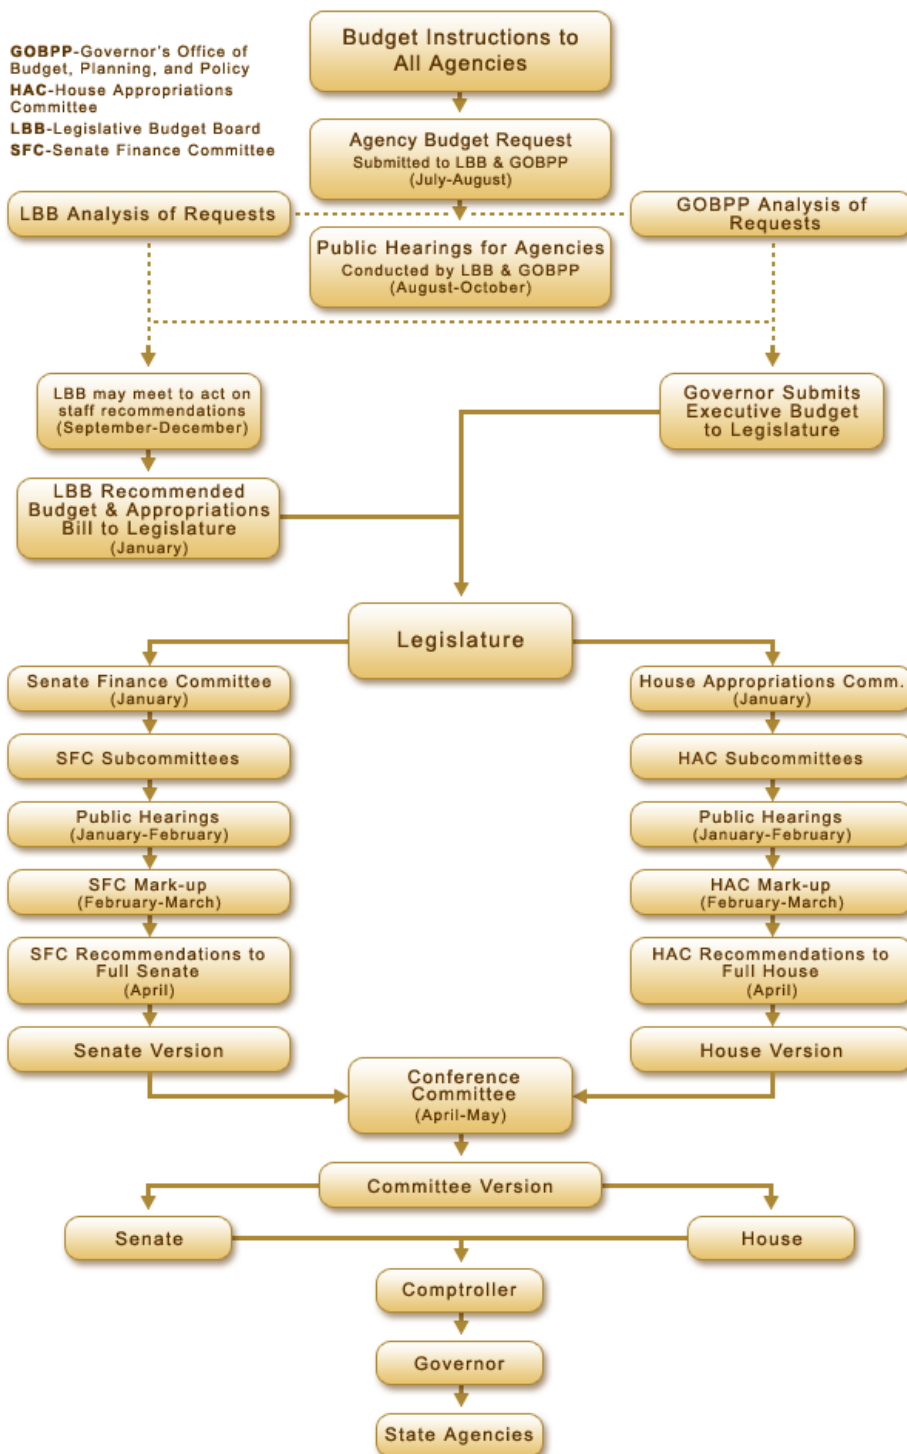 GOBPP-Governor's Office of
Budget, Planning, and Policy
HAC-House Appropriations
Committee
LBB-Legislative Budget Board
SFC-Senate Finance Committee
Budget Instructions to
All Agencies
Agency Budget Request
Submitted to LBB & GOBPP
(July-August)
LBB Analysis of Requests
GOBPP Analysis of
Requests
Public Hearings for Agencies
Conducted by LBB & GOBPP
(August-October)
LBB may meet to act on
staff recommendations
(September-December)
Governor Submits
Executive Budget
to Legislature
LBB Recommended
Budget & Appropriations
Bill to Legislature
(January)
Legislature
Senate Finance Committee
(January)
SFC Subcommittees
Public Hearings
(January-February)
SFC Mark-up
(February-March)
SFC Recommendations to
Full Senate
(April)
Senate Version
House Appropriations Comm.
(January)
HAC Subcommittees
Public Hearings
(January-February)
HAC Mark-up
(February-March)
HAC Recommendations to
Full House
(April)
House Version
Conference
Committee
(April-May)
Committee Version
Senate
House
Comptroller
Governor
State Agencies